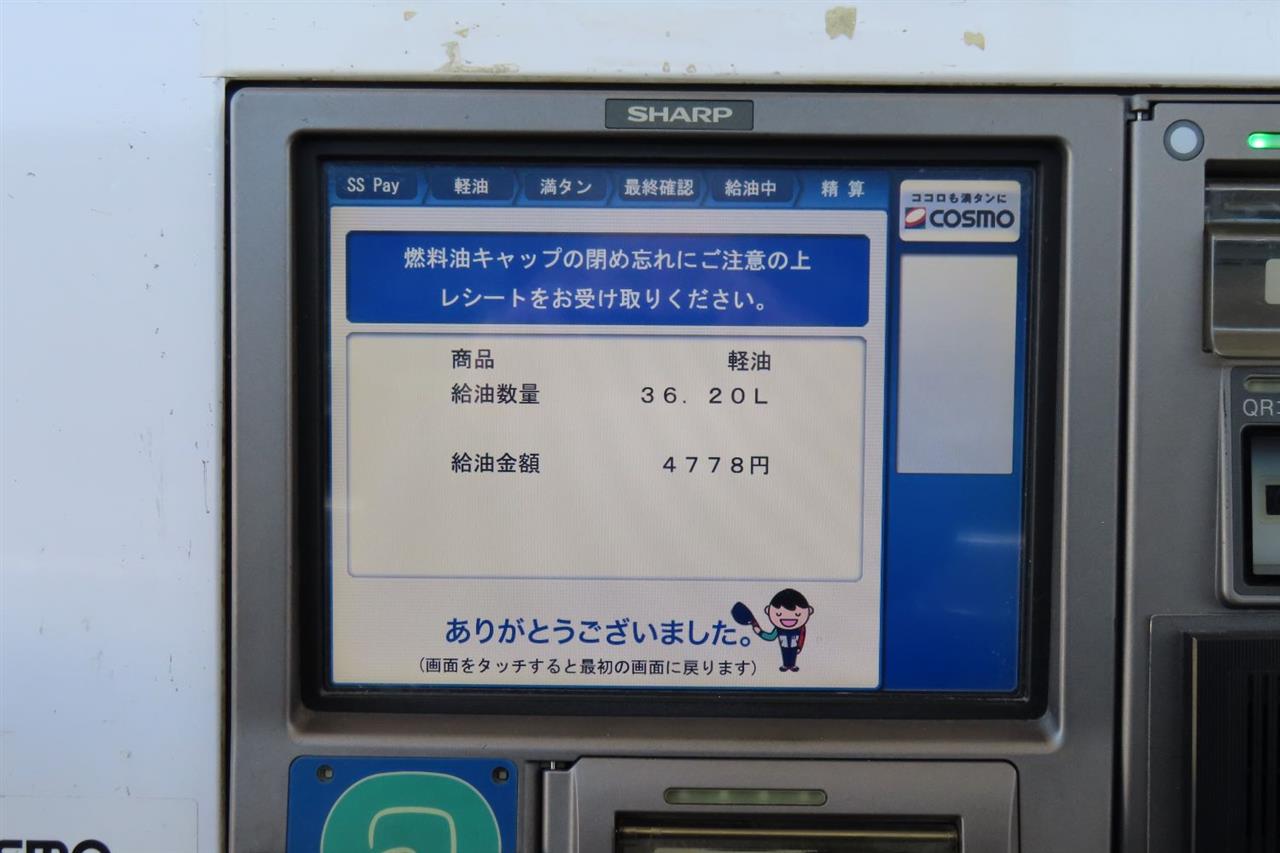 SHARP
SS Pay 軽油 満タン 最終確認 給油中 精算
ココロも満タンに
COSMO
燃料油キャップの閉め忘れにご注意の上
レシートをお受け取りください。
商品 軽油
給油数量 36.20L
給油金額 4778円
ありがとうございました。
(画面をタッチすると最初の画面に戻ります)
QR